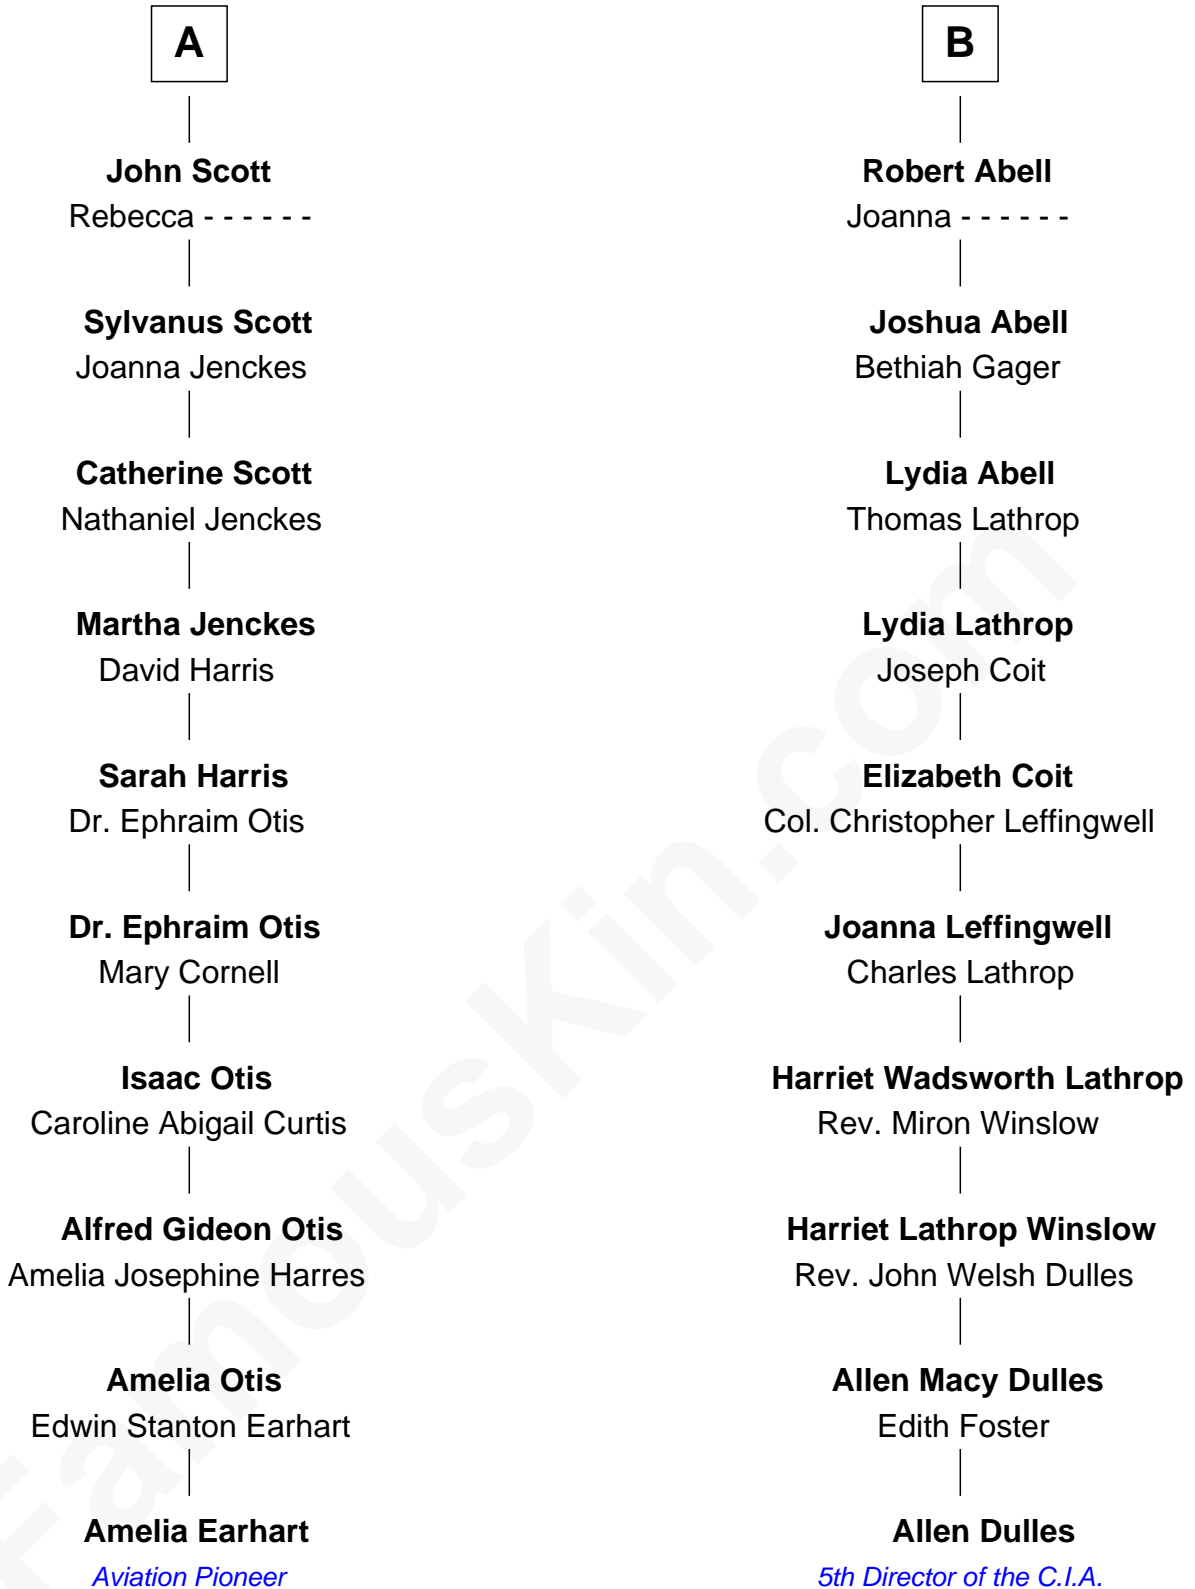 A
John Scott
Rebecca - - - - - -
Sylvanus Scott
Joanna Jenckes
Catherine Scott
Nathaniel Jenckes
Martha Jenckes
David Harris
Sarah Harris
Dr. Ephraim Otis
Dr. Ephraim Otis
Mary Cornell
Isaac Otis
Caroline Abigail Curtis
Alfred Gideon Otis
Amelia Josephine Harres
Amelia Otis
Edwin Stanton Earhart
Amelia Earhart
Aviation Pioneer
B
Robert Abell
Joanna - - - - - -
Joshua Abell
Bethiah Gager
Lydia Abell
Thomas Lathrop
Lydia Lathrop
Joseph Coit
Elizabeth Coit
Col. Christopher Leffingwell
Joanna Leffingwell
Charles Lathrop
Harriet Wadsworth Lathrop
Rev. Miron Winslow
Harriet Lathrop Winslow
Rev. John Welsh Dulles
Allen Macy Dulles
Edith Foster
Allen Dulles
5th Director of the C.I.A.
FamousKin.com